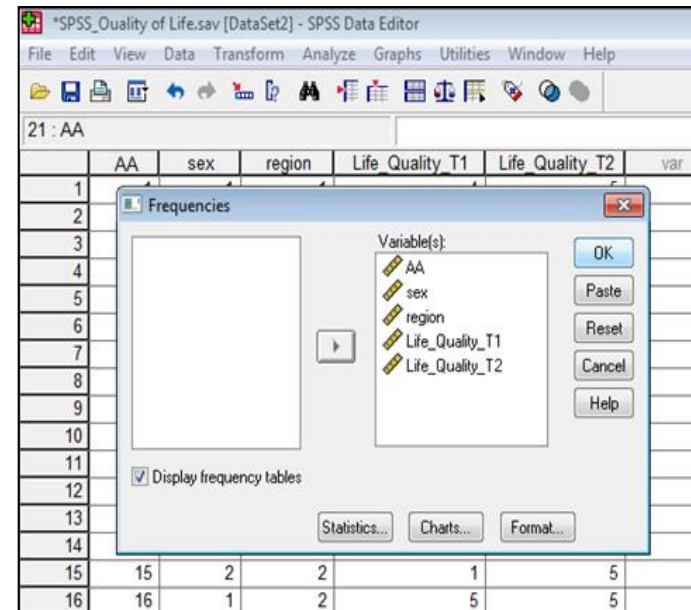 *SPSS_Ouality of Life.sav [DataSet2] - SPSS Data Editor
File Edit View Data Transform Analyze Graphs Utilities Window Help
21 : AA
AA sex region Life_Quality_T1 Life_Quality_T2 var
1
2
3
4
5
6
7
8
9
10
11
12
13
14
15 15 2 2 1 5
16 16 1 2 5 5
Frequencies
Variable(s):
AA
sex
region
Life_Quality_T1
Life_Quality_T2
OK
Paste
Reset
Cancel
Help
Display frequency tables
Statistics... Charts... Format...